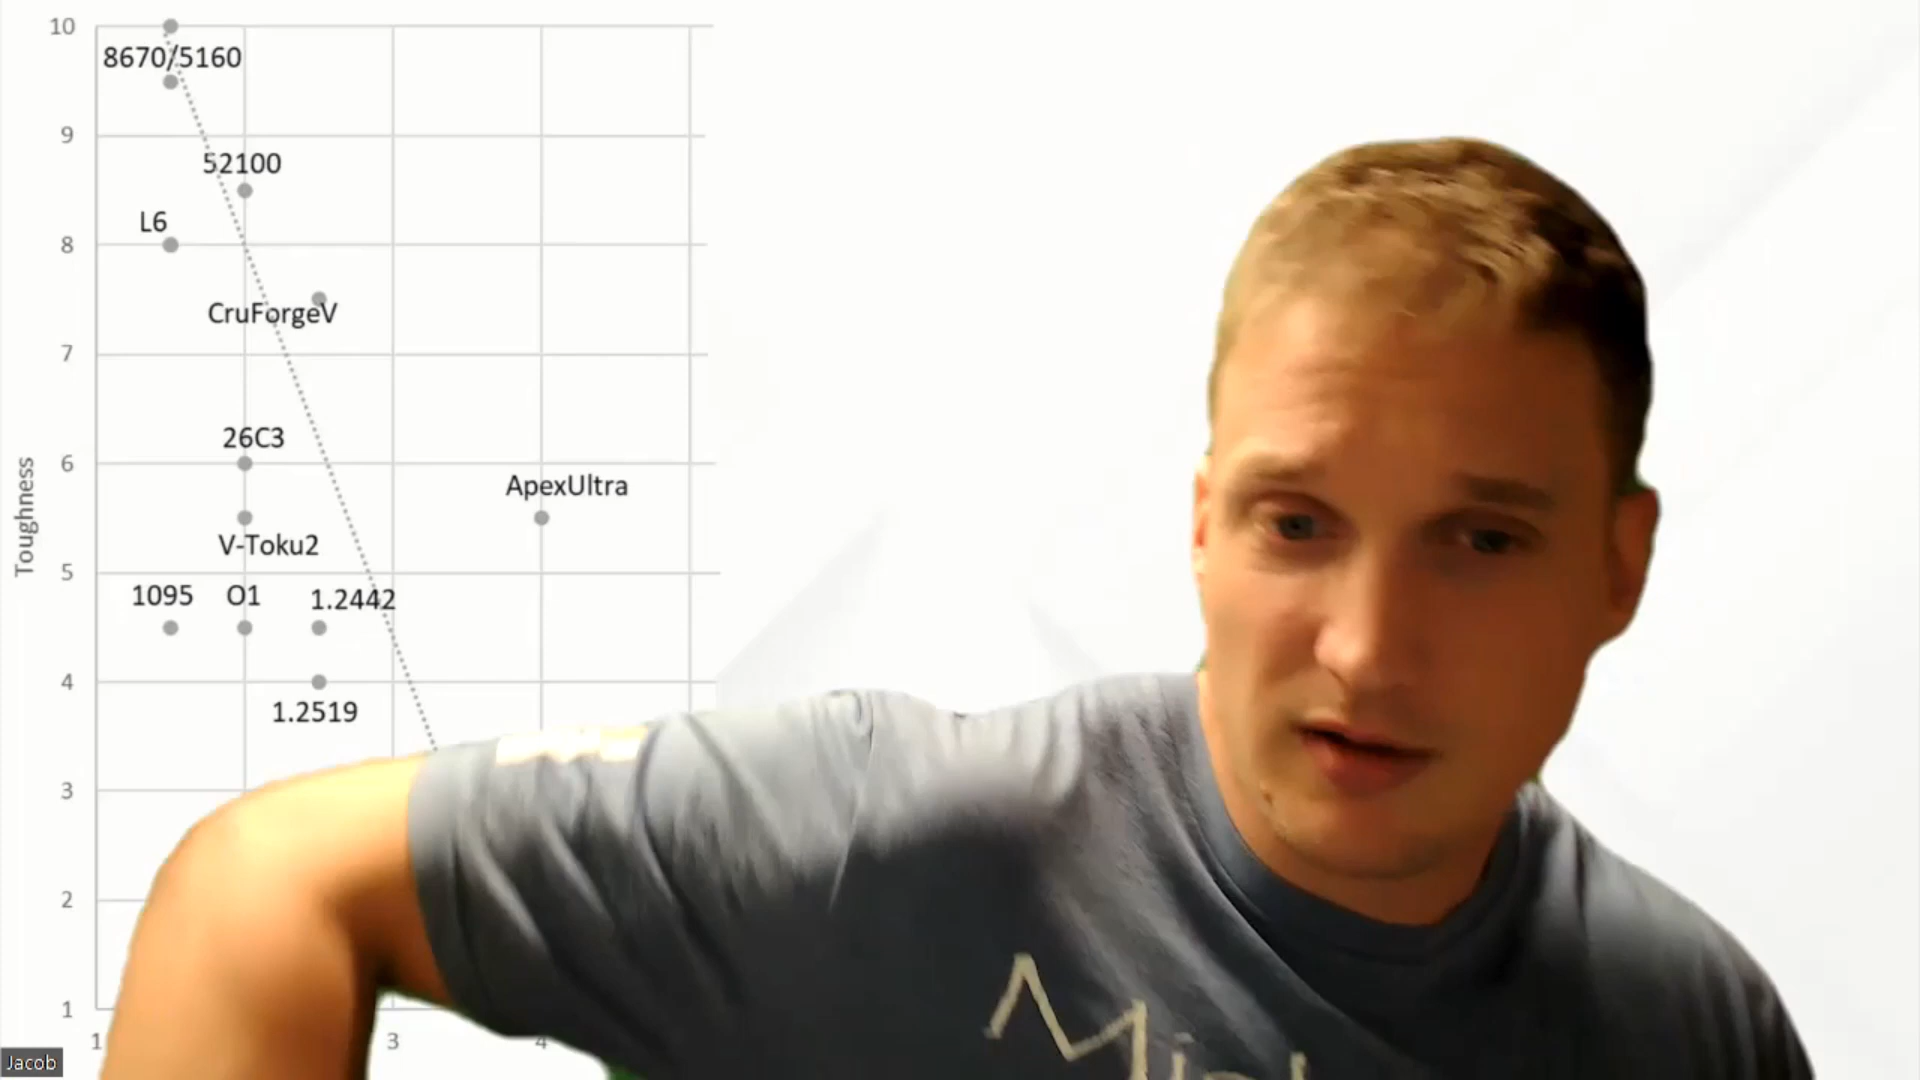 10
8670/5160
9
52100
L6
8
CruForgeV
7
26C3
6
ApexUltra
V-Toku2
5
1095 O1 1.2442
4
1.2519
3
2
1
Toughness
1 3 4
Jacob